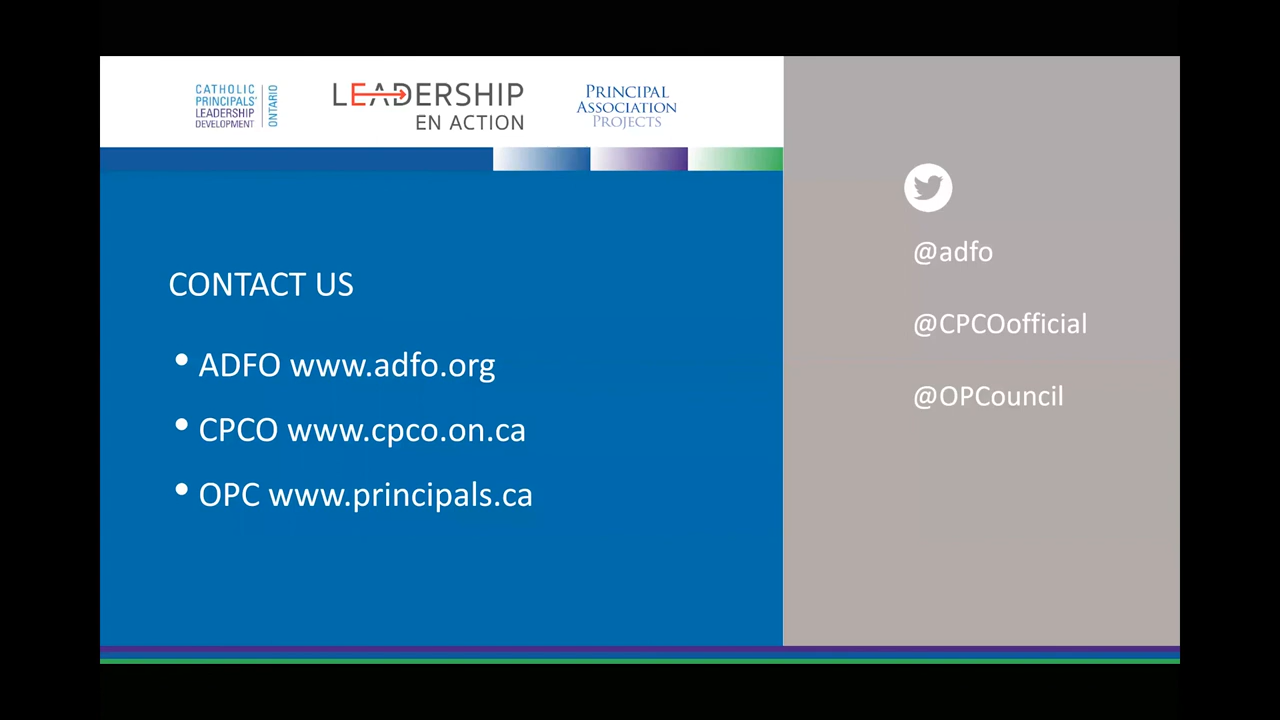 CATHOLIC
PRINCIPALS'
LEADERSHIP
DEVELOPMENT
ONTARIO
LEADERSHIP
EN ACTION
PRINCIPAL
ASSOCIATION
PROJECTS
CONTACT US
• ADFO www.adfo.org
• CPCO www.cpco.on.ca
• OPC www.principals.ca
@adfo
@CPCOofficial
@OPCouncil